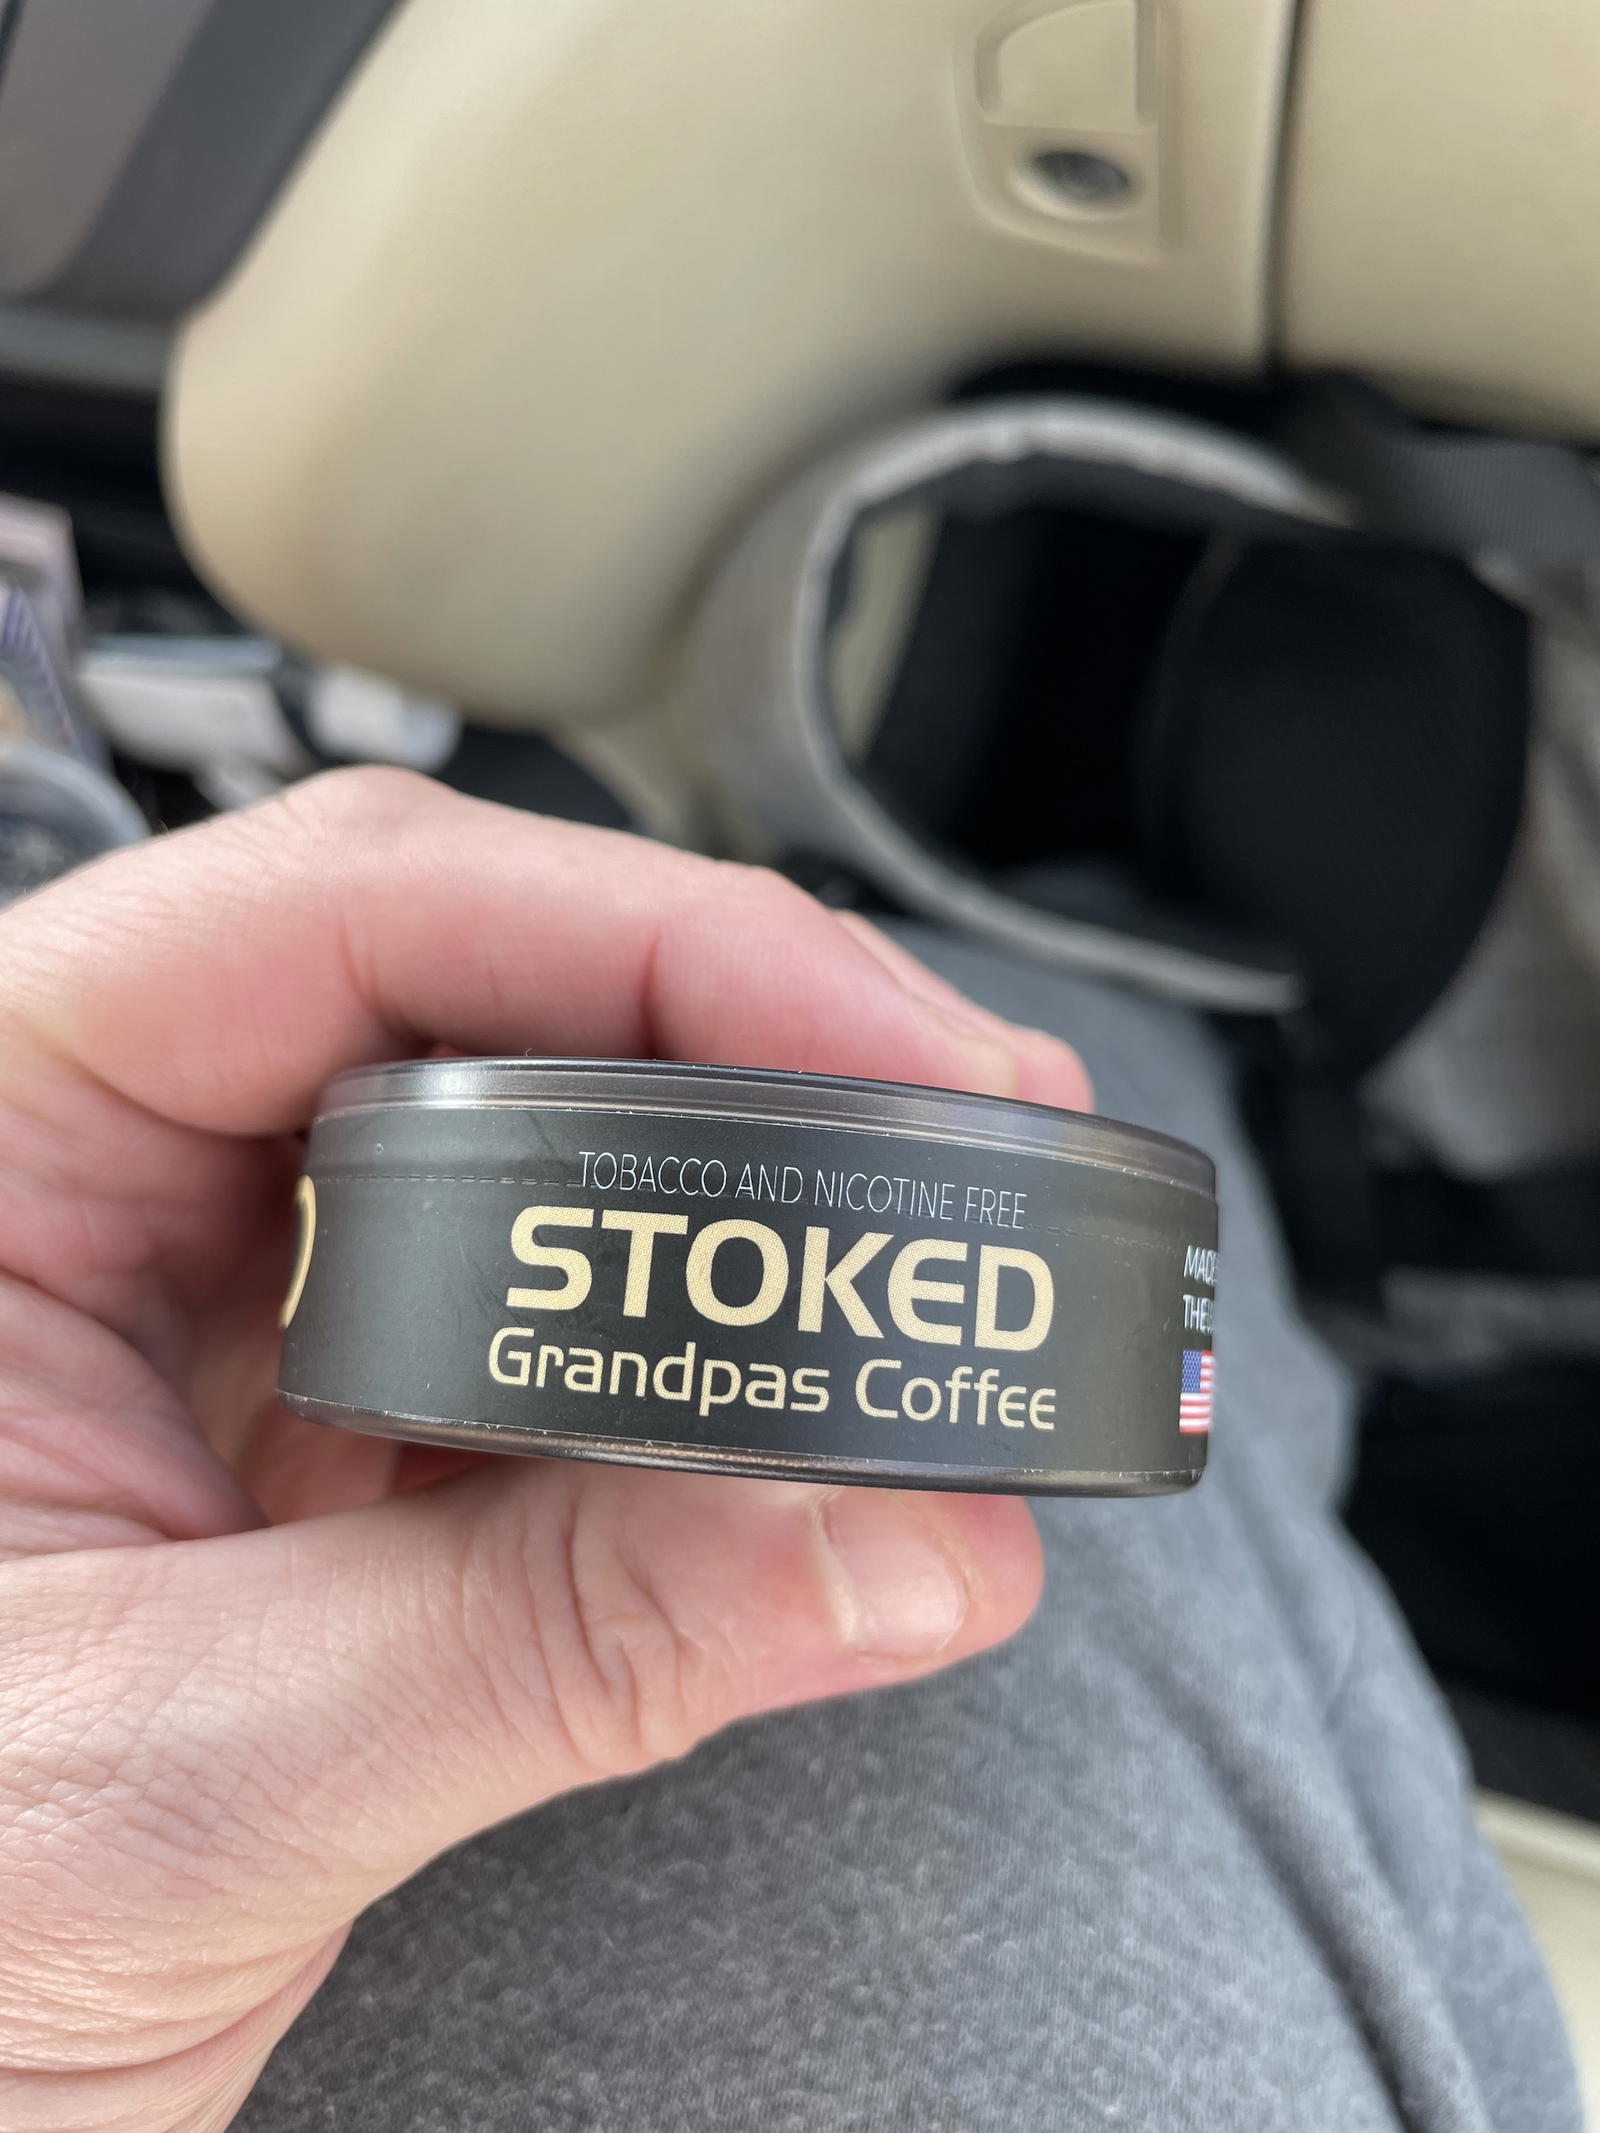 TOBACCO AND NICOTINE FREE
STOKED
Grandpas Coffee